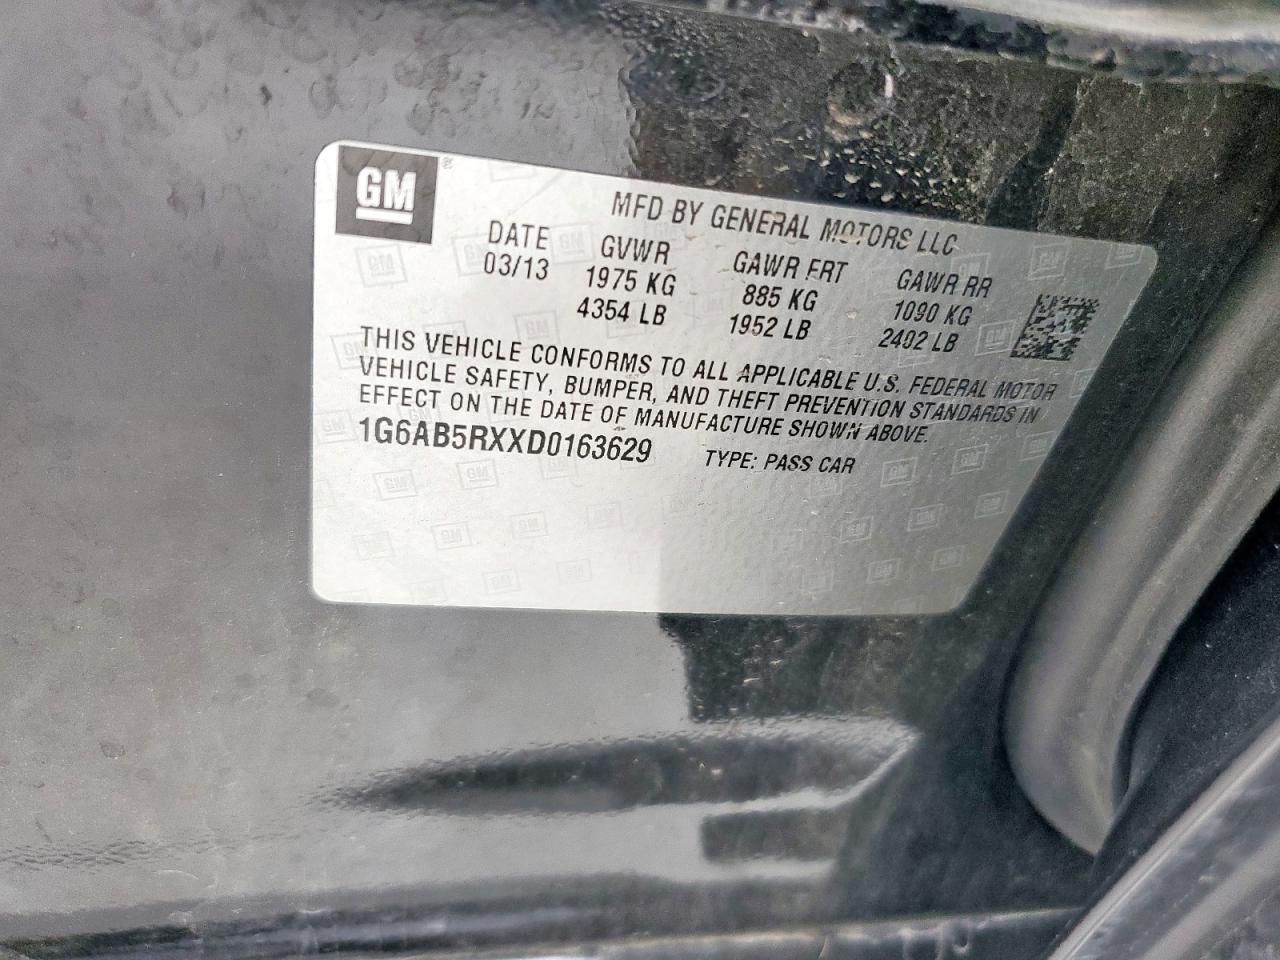 GM
MFD BY GENERAL MOTORS LLC
DATE GVWR GAWR FRT GAWR RR
03/13 1975 KG 885 KG 1090 KG
4354 LB 1952 LB 2402 LB
THIS VEHICLE CONFORMS TO ALL APPLICABLE U.S. FEDERAL MOTOR
VEHICLE SAFETY, BUMPER, AND THEFT PREVENTION STANDARDS IN
EFFECT ON THE DATE OF MANUFACTURE SHOWN ABOVE.
1G6AB5RXXD0163629 TYPE: PASS CAR